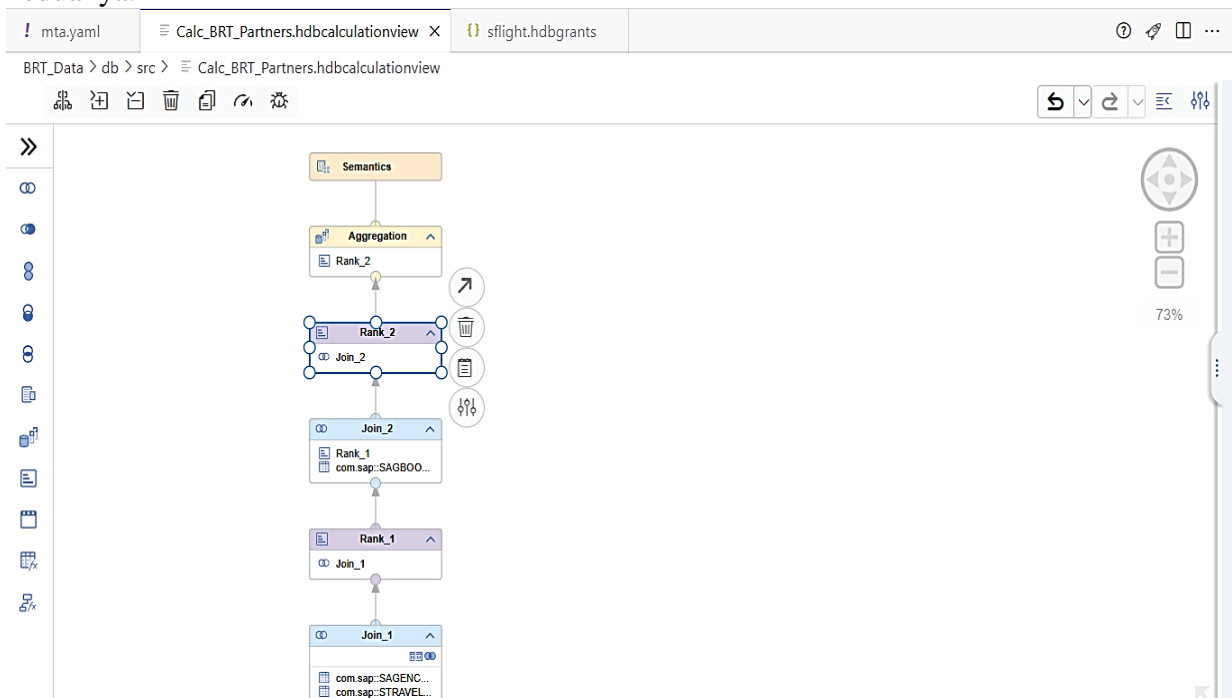 mta.yaml
Calc_BRT_Partners.hdbcalculationview
sflight.hdbgrants
BRT_Data > db > src > Calc_BRT_Partners.hdbcalculationview
Semantics
Aggregation
Rank_2
Rank_2
Join_2
73%
Join_2
Rank_1
com.sap::SAGBOO...
Rank_1
Join_1
Join_1
com.sap::SAGENC...
com.sap::STRAVEL...